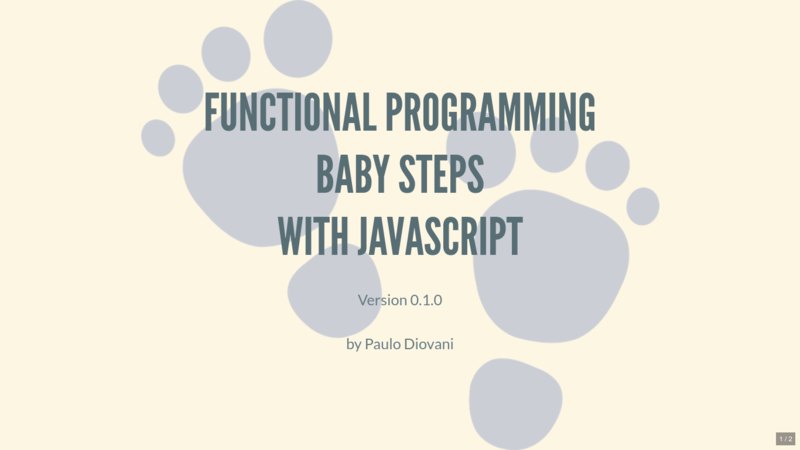 FUNCTIONAL PROGRAMMING
BABY STEPS
WITH JAVASCRIPT
Version 0.1.0
by Paulo Diovani
1 / 2